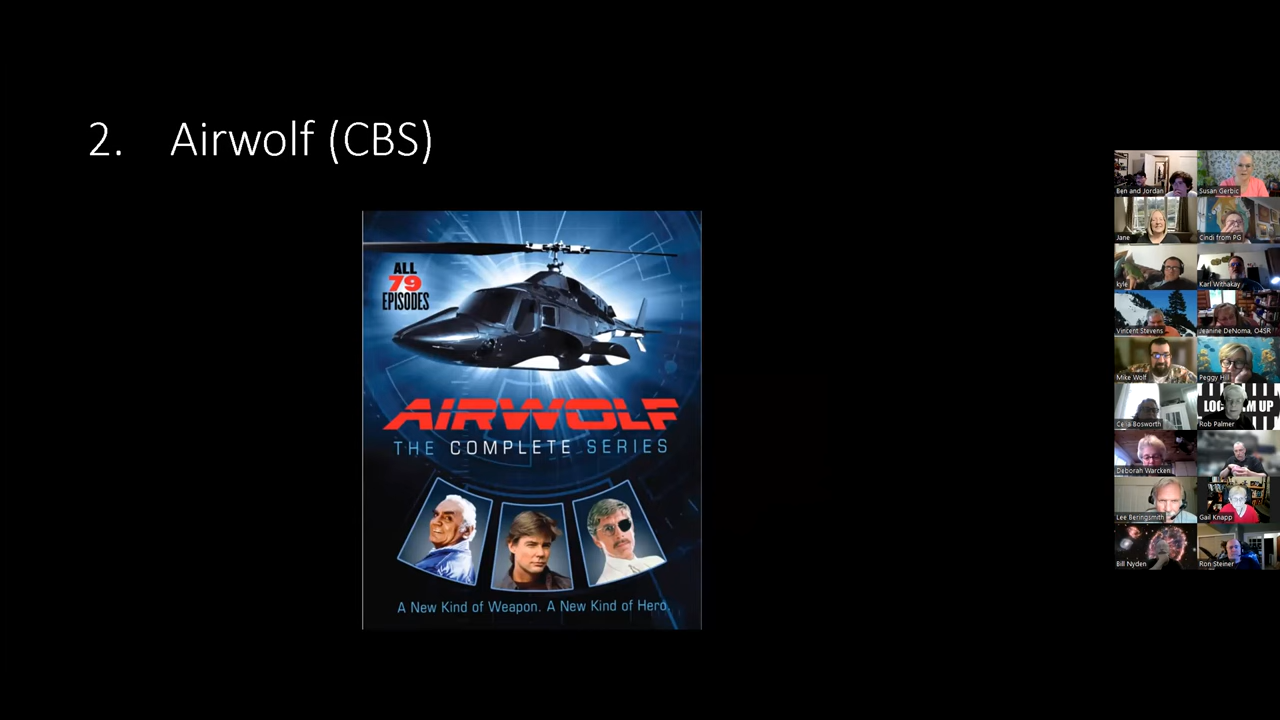 2. Airwolf (CBS)
ALL
79
EPISODES
AIRWOLF
THE COMPLETE SERIES
A New Kind of Weapon. A New Kind of Hero.
Ben and Jordan
Susan Gerbic
Jane
Cindi from PG
kyle
Karl Withakay
Vincent Stevens
Jeanine DeNoma, O4SR
Mike Wolf
Peggy Hill
Celia Bosworth
Rob Palmer
Deborah Warcken
Lee Beringsmith
Gail Knapp
Bill Nyden
Ron Steiner